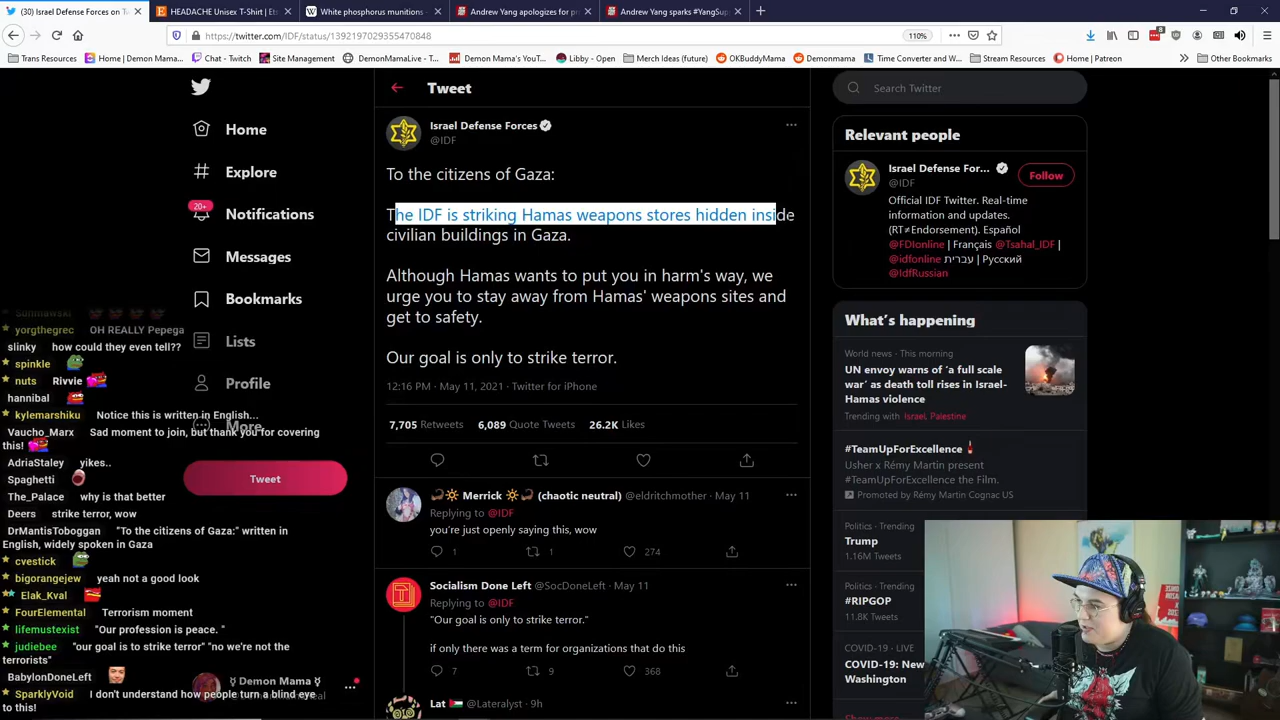 (30) Israel Defense Forces on T
HEADACHE Unisex T-Shirt | Ets
White phosphorus munitions -
Andrew Yang apologizes for p
Andrew Yang sparks #YangSup
https://twitter.com/IDF/status/1392197029355470848
110%
Trans Resources
Home | Demon Mama...
Chat - Twitch
Site Management
DemonMamaLive - T...
Demon Mama's YouT...
Libby - Open
Merch Ideas (future)
OKBuddyMama
Demonmama
Time Converter and W...
Stream Resources
Home | Patreon
Other Bookmarks
Home
Explore
20+
Notifications
Messages
Bookmarks
Lists
Profile
More
Tweet
Demon Mama
Tweet
Israel Defense Forces
@IDF
To the citizens of Gaza:
The IDF is striking Hamas weapons stores hidden inside
civilian buildings in Gaza.
Although Hamas wants to put you in harm's way, we
urge you to stay away from Hamas' weapons sites and
get to safety.
Our goal is only to strike terror.
12:16 PM · May 11, 2021 · Twitter for iPhone
7,705 Retweets 6,089 Quote Tweets 26.2K Likes
Merrick (chaotic neutral) @eldritchmother · May 11
Replying to @IDF
you're just openly saying this, wow
1 1 274
Socialism Done Left @SocDoneLeft · May 11
Replying to @IDF
"Our goal is only to strike terror."
if only there was a term for organizations that do this
7 9 368
Lat @Lateralyst · 9h
Search Twitter
Relevant people
Israel Defense For...
@IDF
Follow
Official IDF Twitter. Real-time
information and updates.
(RT≠Endorsement). Español
@FDIonline | Français @Tsahal_IDF |
@idfonline עברית | Русский
@IdfRussian
What's happening
World news · This morning
UN envoy warns of 'a full scale
war' as death toll rises in Israel-
Hamas violence
Trending with Israel, Palestine
#TeamUpForExcellence
Usher x Rémy Martin present
#TEAMUPFOREXCELLENCE the Film.
Promoted by Rémy Martin Cognac US
Politics · Trending
Trump
1.16M Tweets
Politics · Trending
#RIPGOP
11.8K Tweets
COVID-19 · LIVE
COVID-19: New
Washington
Show more
yorgthegrec OH REALLY Pepega
slinky how could they even tell??
spinkle
nuts Rivvie
hannibal
kylemarshiku Notice this is written in English...
Vaucho_Marx Sad moment to join, but thank you for covering
this!
AdriaStaley yikes..
Spaghetti
The_Palace why is that better
Deers strike terror, wow
DrMantisToboggan "To the citizens of Gaza:" written in
English, widely spoken in Gaza
cvestick
bigorangejew yeah not a good look
Elak_Kval
FourElemental Terrorism moment
lifemustexist "Our profession is peace. "
judiebee "our goal is to strike terror" "no we're not the
terrorists"
BabylonDoneLeft
SparklyVoid I don't understand how people turn a blind eye
to this!